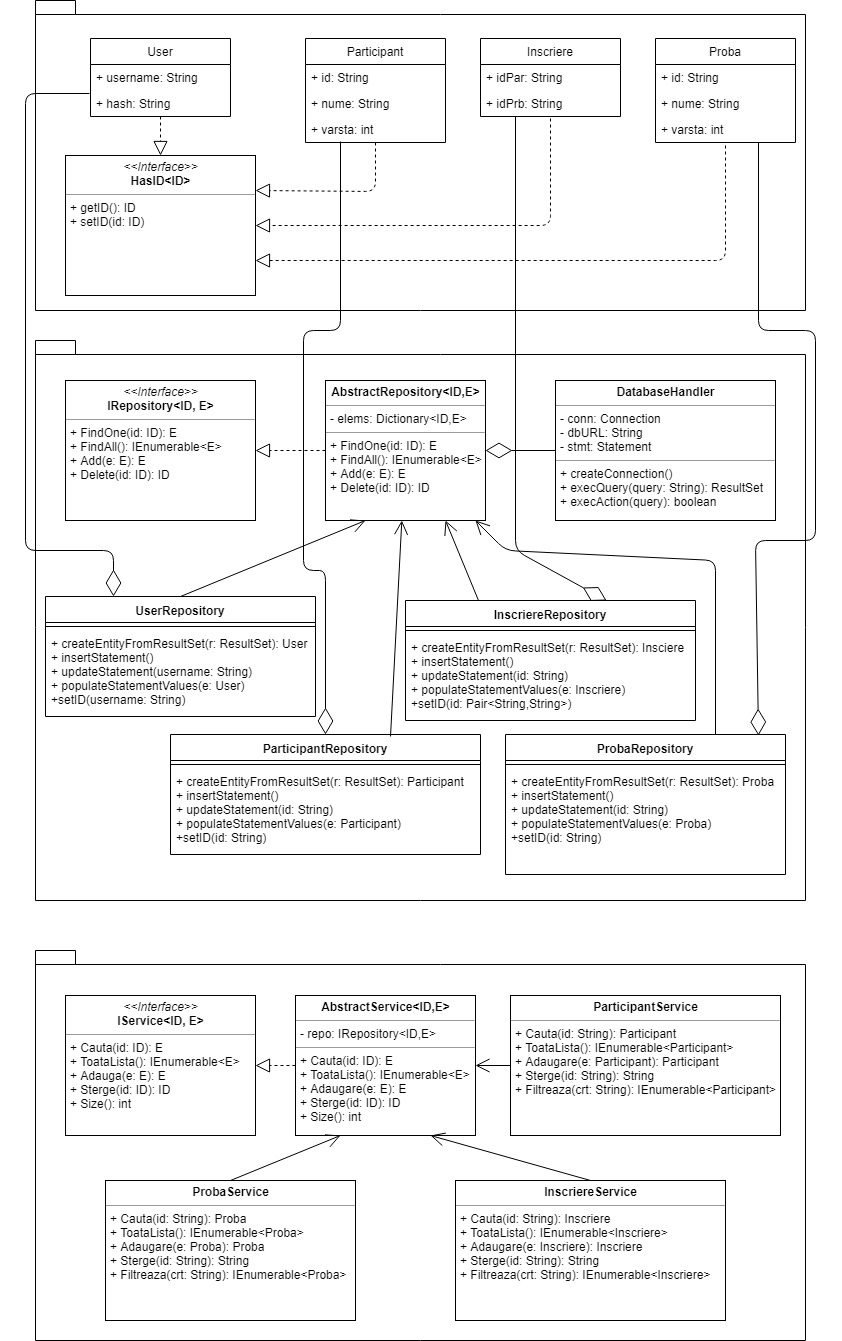 User
+ username: String
+ hash: String
Participant
+ id: String
+ nume: String
+ varsta: int
Inscriere
+ idPar: String
+ idPrb: String
Proba
+ id: String
+ nume: String
+ varsta: int
<<Interface>>
HasID<ID>
+ getID(): ID
+ setID(id: ID)
<<Interface>>
IRepository<ID, E>
+ FindOne(id: ID): E
+ FindAll(): IEnumerable<E>
+ Add(e: E): E
+ Delete(id: ID): ID
AbstractRepository<ID,E>
- elems: Dictionary<ID,E>
+ FindOne(id: ID): E
+ FindAll(): IEnumerable<E>
+ Add(e: E): E
+ Delete(id: ID): ID
DatabaseHandler
- conn: Connection
- dbURL: String
- stmt: Statement
+ createConnection()
+ execQuery(query: String): ResultSet
+ execAction(query): boolean
UserRepository
+ createEntityFromResultSet(r: ResultSet): User
+ insertStatement()
+ updateStatement(username: String)
+ populateStatementValues(e: User)
+setID(username: String)
InscriereRepository
+ createEntityFromResultSet(r: ResultSet): Insciere
+ insertStatement()
+ updateStatement(id: String)
+ populateStatementValues(e: Inscriere)
+setID(id: Pair<String,String>)
ParticipantRepository
+ createEntityFromResultSet(r: ResultSet): Participant
+ insertStatement()
+ updateStatement(id: String)
+ populateStatementValues(e: Participant)
+setID(id: String)
ProbaRepository
+ createEntityFromResultSet(r: ResultSet): Proba
+ insertStatement()
+ updateStatement(id: String)
+ populateStatementValues(e: Proba)
+setID(id: String)
<<Interface>>
IService<ID, E>
+ Cauta(id: ID): E
+ ToataLista(): IEnumerable<E>
+ Adauga(e: E): E
+ Sterge(id: ID): ID
+ Size(): int
AbstractService<ID,E>
- repo: IRepository<ID,E>
+ Cauta(id: ID): E
+ ToataLista(): IEnumerable<E>
+ Adaugare(e: E): E
+ Sterge(id: ID): ID
+ Size(): int
ParticipantService
+ Cauta(id: String): Participant
+ ToataLista(): IEnumerable<Participant>
+ Adaugare(e: Participant): Participant
+ Sterge(id: String): String
+ Filtreaza(crt: String): IEnumerable<Participant>
ProbaService
+ Cauta(id: String): Proba
+ ToataLista(): IEnumerable<Proba>
+ Adaugare(e: Proba): Proba
+ Sterge(id: String): String
+ Filtreaza(crt: String): IEnumerable<Proba>
InscriereService
+ Cauta(id: String): Inscriere
+ ToataLista(): IEnumerable<Inscriere>
+ Adaugare(e: Inscriere): Inscriere
+ Sterge(id: String): String
+ Filtreaza(crt: String): IEnumerable<Inscriere>